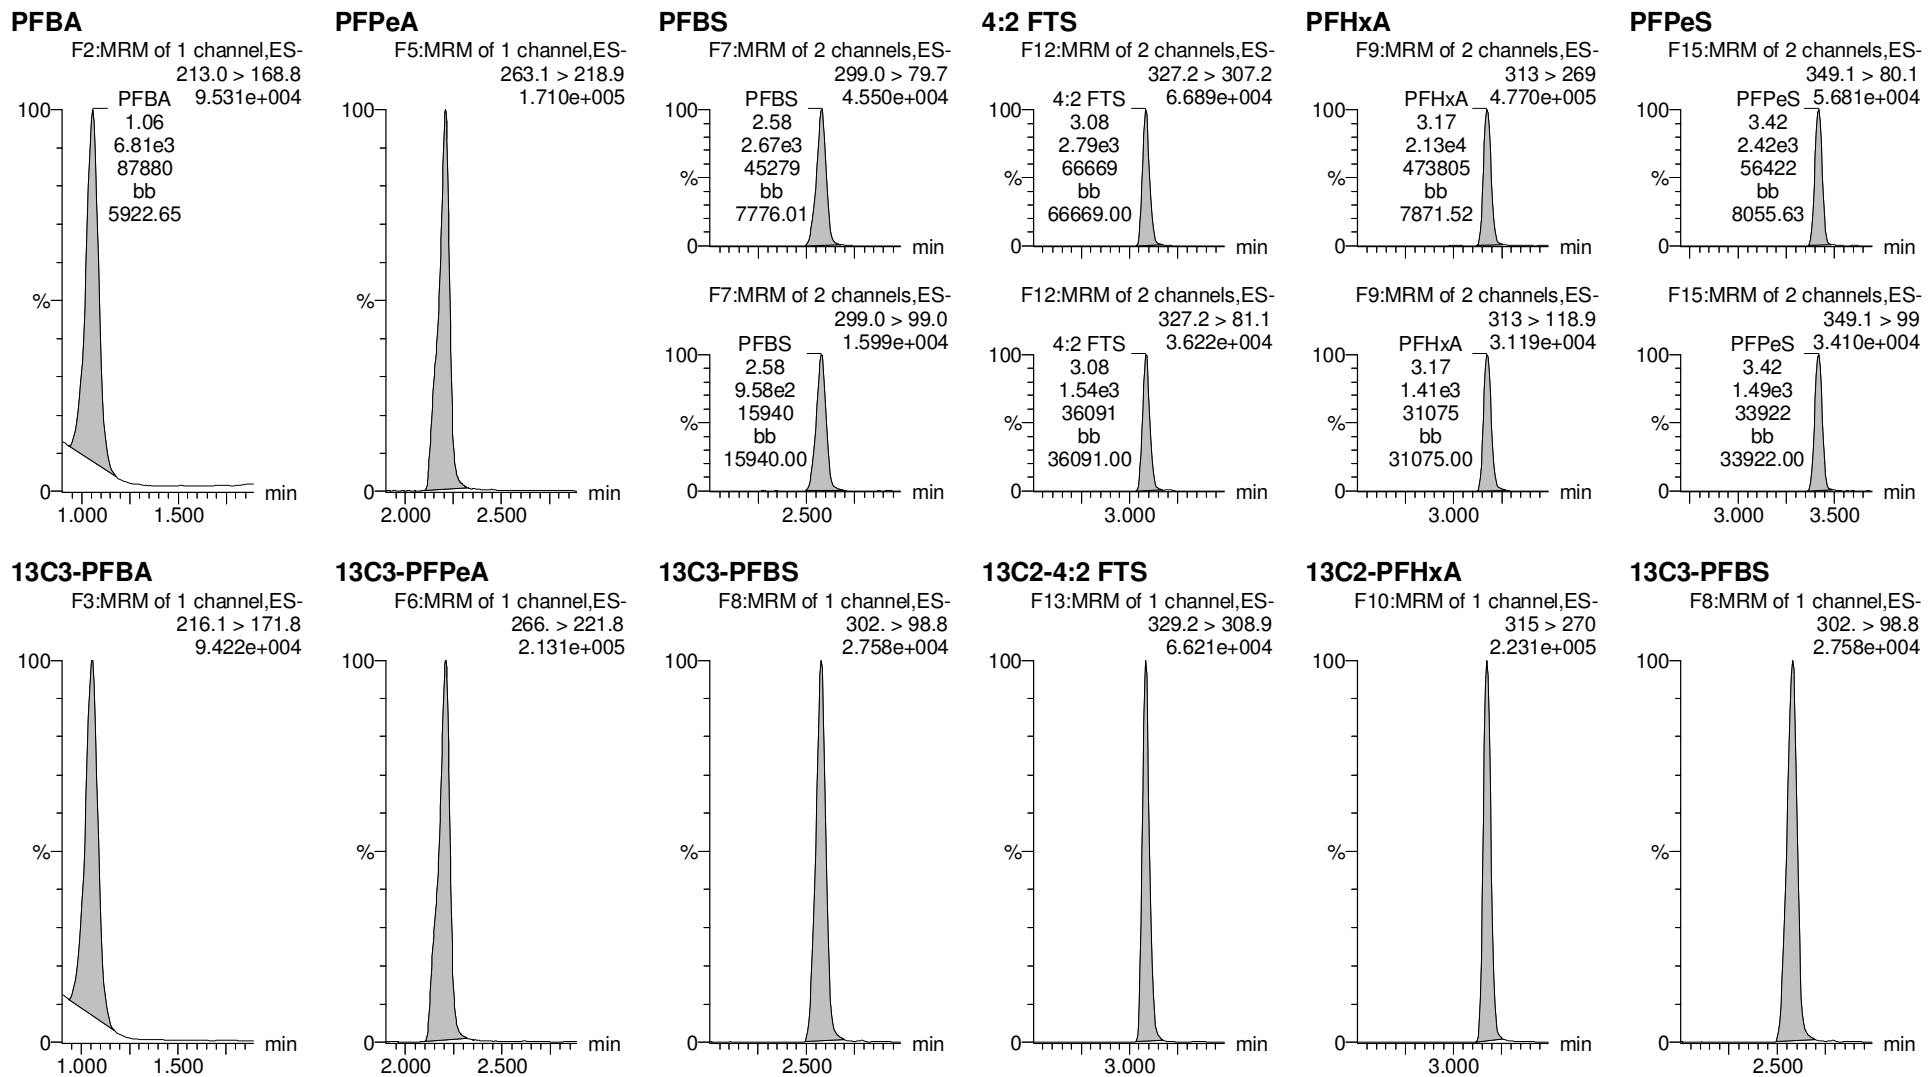 PFBA
F2:MRM of 1 channel,ES-
213.0 > 168.8
9.531e+004
100
PFBA
1.06
6.81e3
87880
bb
5922.65
%
0
min
1.000
1.500
PFPeA
F5:MRM of 1 channel,ES-
263.1 > 218.9
1.710e+005
100
%
0
min
2.000
2.500
PFBS
F7:MRM of 2 channels,ES-
299.0 > 79.7
4.550e+004
100
PFBS
2.58
2.67e3
45279
bb
7776.01
%
0
min
F7:MRM of 2 channels,ES-
299.0 > 99.0
1.599e+004
100
PFBS
2.58
9.58e2
15940
bb
15940.00
%
0
min
2.500
4:2 FTS
F12:MRM of 2 channels,ES-
327.2 > 307.2
6.689e+004
100
4:2 FTS
3.08
2.79e3
66669
bb
66669.00
%
0
min
F12:MRM of 2 channels,ES-
327.2 > 81.1
3.622e+004
100
4:2 FTS
3.08
1.54e3
36091
bb
36091.00
%
0
min
3.000
PFHxA
F9:MRM of 2 channels,ES-
313 > 269
4.770e+005
100
PFHxA
3.17
2.13e4
473805
bb
7871.52
%
0
min
F9:MRM of 2 channels,ES-
313 > 118.9
3.119e+004
100
PFHxA
3.17
1.41e3
31075
bb
31075.00
%
0
min
3.000
PFPeS
F15:MRM of 2 channels,ES-
349.1 > 80.1
5.681e+004
100
PFPeS
3.42
2.42e3
56422
bb
8055.63
%
0
min
F15:MRM of 2 channels,ES-
349.1 > 99
3.410e+004
100
PFPeS
3.42
1.49e3
33922
bb
33922.00
%
0
min
3.000
3.500
13C3-PFBA
F3:MRM of 1 channel,ES-
216.1 > 171.8
9.422e+004
100
%
0
min
1.000
1.500
13C3-PFPeA
F6:MRM of 1 channel,ES-
266. > 221.8
2.131e+005
100
%
0
min
2.000
2.500
13C3-PFBS
F8:MRM of 1 channel,ES-
302. > 98.8
2.758e+004
100
%
0
min
2.500
13C2-4:2 FTS
F13:MRM of 1 channel,ES-
329.2 > 308.9
6.621e+004
100
%
0
min
3.000
13C2-PFHxA
F10:MRM of 1 channel,ES-
315 > 270
2.231e+005
100
%
0
min
3.000
13C3-PFBS
F8:MRM of 1 channel,ES-
302. > 98.8
2.758e+004
100
%
0
min
2.500